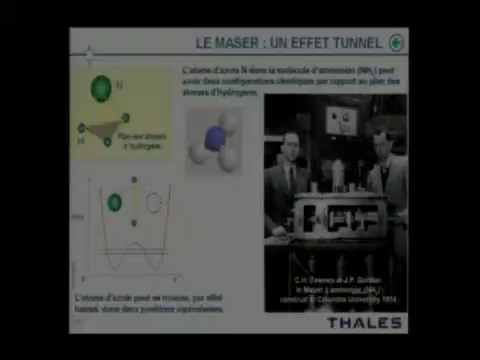 LE MASER : UN EFFET TUNNEL
L'atome d'azote N dans la molécule d'ammoniac (NH3) peut
avoir deux configurations identiques par rapport au plan des
atomes d'hydrogène.
N
H
Plan des atomes
d'hydrogène
C.H. Townes et J.P. Gordon
le Maser à ammoniac (NH3)
construit à Columbia University 1954
L'atome d'azote peut se trouver, par effet
tunnel, dans deux positions équivalentes.
THALES